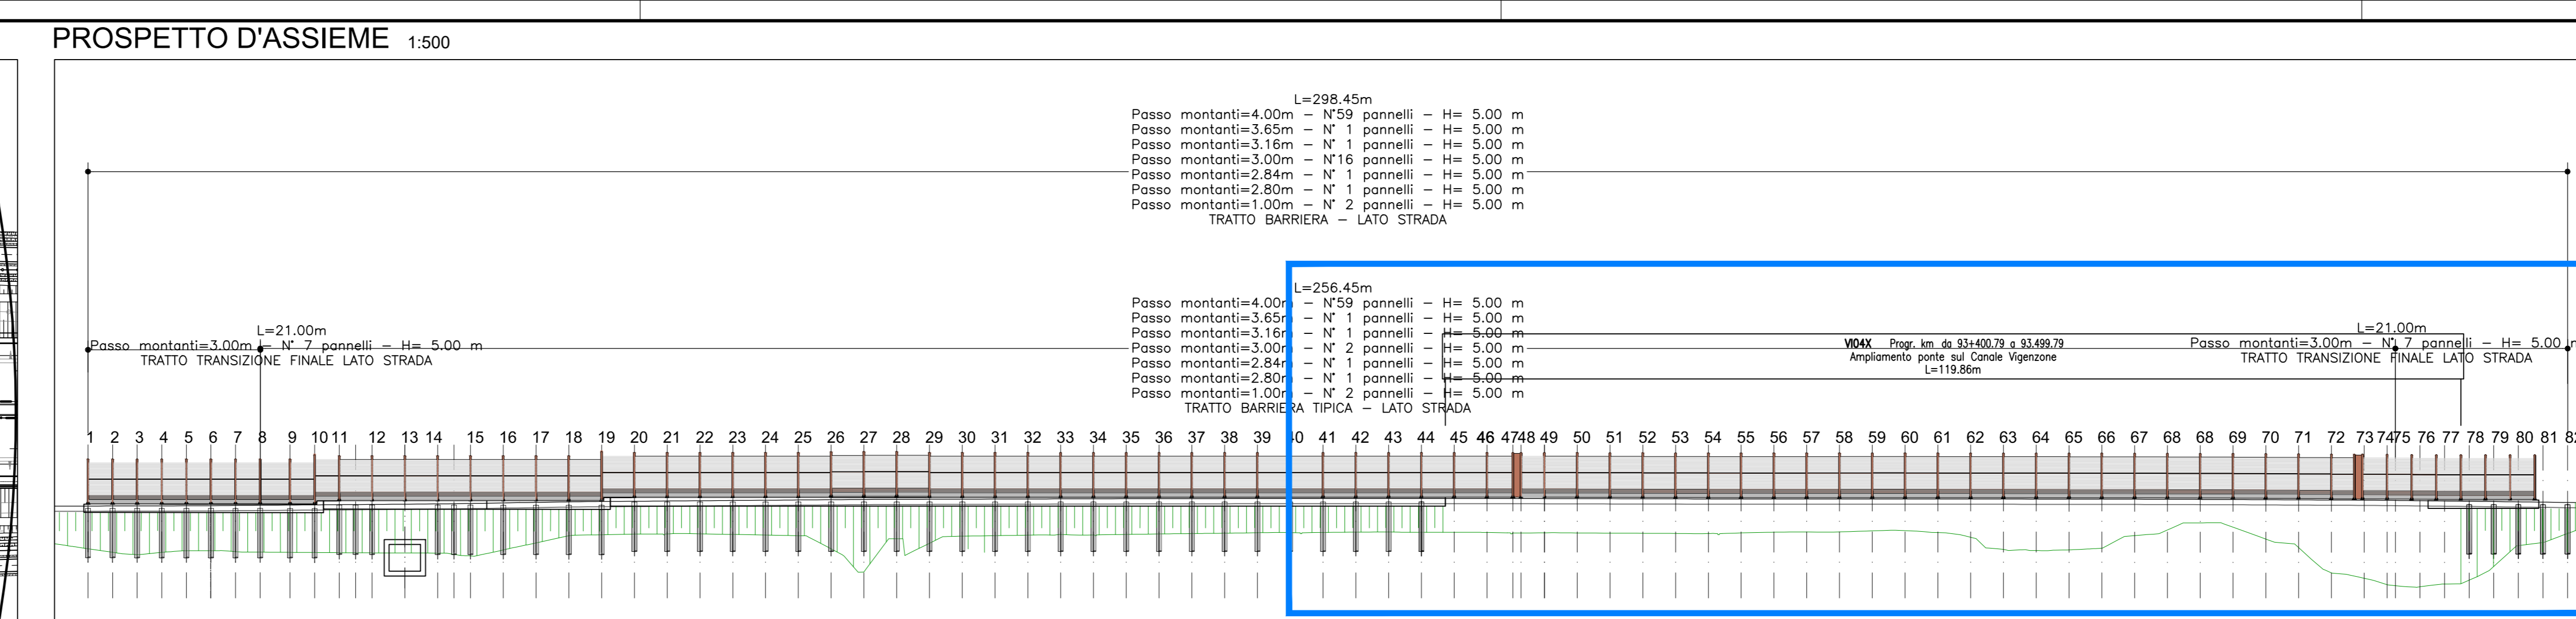 PROSPETTO D'ASSIEME 1:500
L=298.45m
Passo montanti=4.00m – N°59 pannelli – H= 5.00 m
Passo montanti=3.65m – N° 1 pannelli – H= 5.00 m
Passo montanti=3.16m – N° 1 pannelli – H= 5.00 m
Passo montanti=3.00m – N°16 pannelli – H= 5.00 m
Passo montanti=2.84m – N° 1 pannelli – H= 5.00 m
Passo montanti=2.80m – N° 1 pannelli – H= 5.00 m
Passo montanti=1.00m – N° 2 pannelli – H= 5.00 m
TRATTO BARRIERA – LATO STRADA
L=256.45m
Passo montanti=4.00m – N°59 pannelli – H= 5.00 m
Passo montanti=3.65m – N° 1 pannelli – H= 5.00 m
Passo montanti=3.16m – N° 1 pannelli – H= 5.00 m
Passo montanti=3.00m – N° 2 pannelli – H= 5.00 m
Passo montanti=2.84m – N° 1 pannelli – H= 5.00 m
Passo montanti=2.80m – N° 1 pannelli – H= 5.00 m
Passo montanti=1.00m – N° 2 pannelli – H= 5.00 m
TRATTO BARRIERA TIPICA – LATO STRADA
L=21.00m
Passo montanti=3.00m – N° 7 pannelli – H= 5.00 m
TRATTO TRANSIZIONE FINALE LATO STRADA
VI04X Progr. km da 93+400.79 a 93.499.79
Ampliamento ponte sul Canale Vigenzone
L=119.86m
L=21.00m
Passo montanti=3.00m – N° 7 pannelli – H= 5.00 m
TRATTO TRANSIZIONE FINALE LATO STRADA
1 2 3 4 5 6 7 8 9 10 11 12 13 14 15 16 17 18 19 20 21 22 23 24 25 26 27 28 29 30 31 32 33 34 35 36 37 38 39 40 41 42 43 44 45 46 47 48 49 50 51 52 53 54 55 56 57 58 59 60 61 62 63 64 65 66 67 68 68 69 70 71 72 73 74 75 76 77 78 79 80 81 82